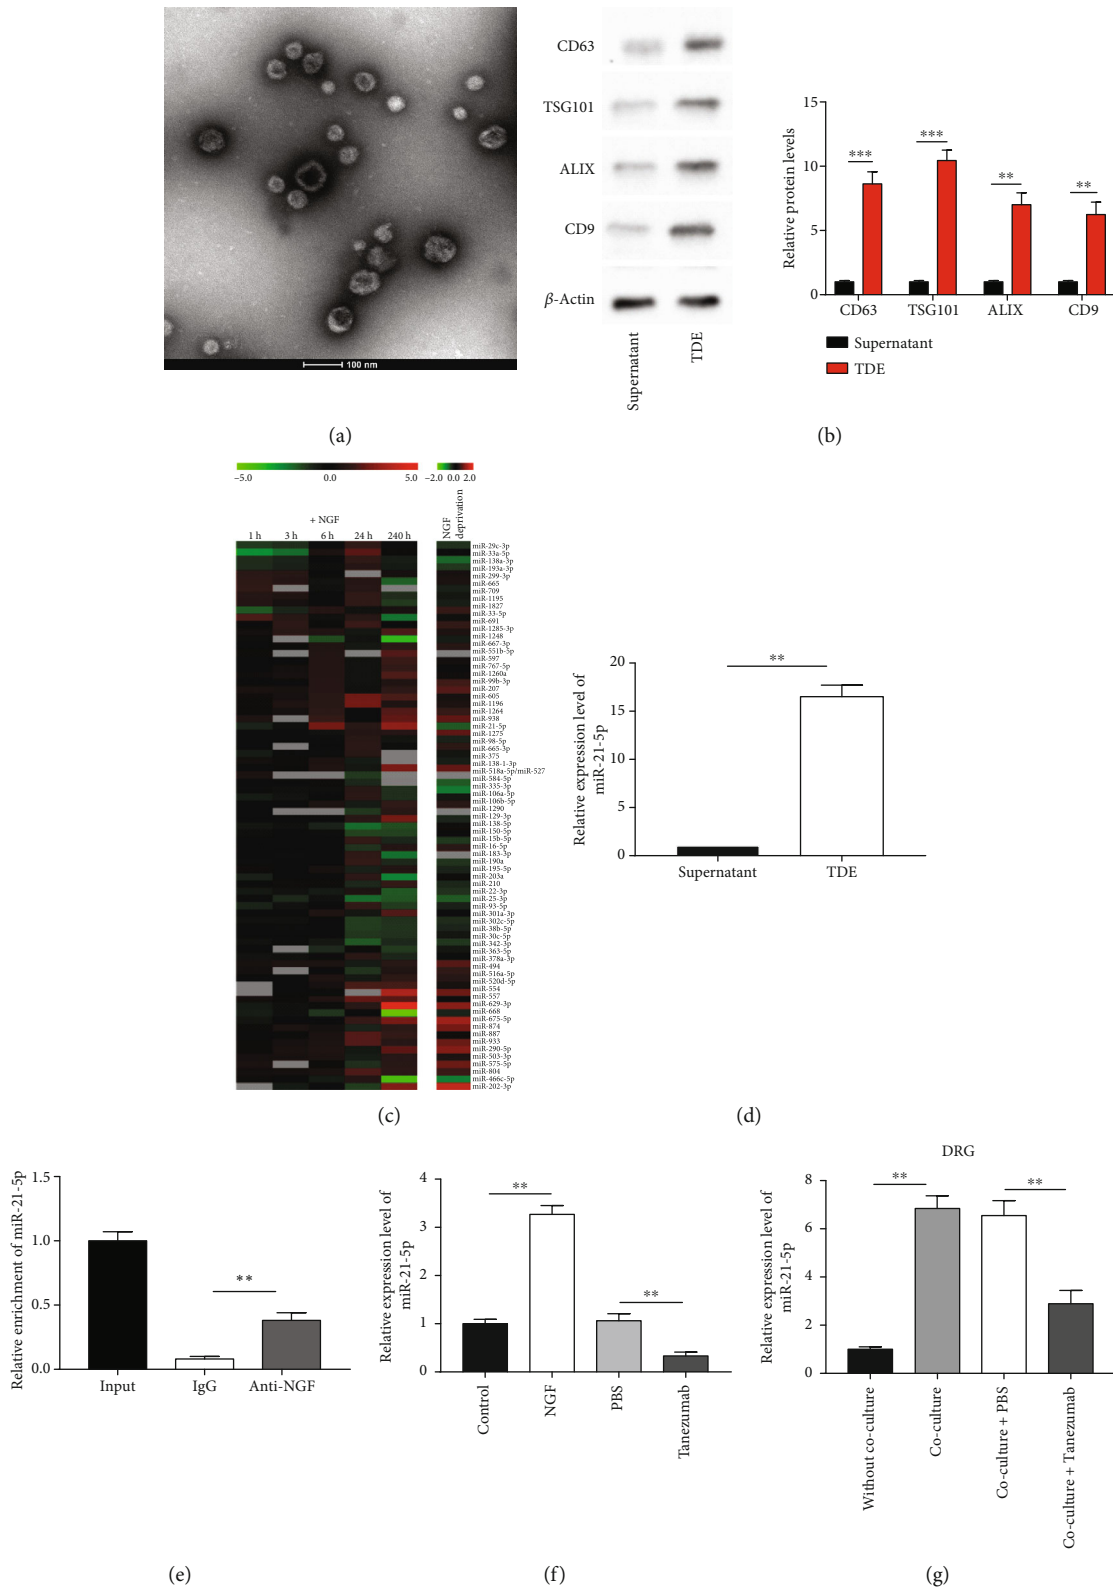 100 nm
(a)
CD63
TSG101
ALIX
CD9
β-Actin
Supernatant
TDE
Relative protein levels
15
10
5
0
***
***
**
**
CD63
TSG101
ALIX
CD9
Supernatant
TDE
(b)
−5.0 0.0 5.0
−2.0 0.0 2.0
+ NGF
1 h 3 h 6 h 24 h 240 h
NGF
deprivation
miR-29c-3p
miR-33a-5p
miR-138a-3p
miR-193a-3p
miR-299-3p
miR-665
miR-709
miR-1195
miR-1827
miR-33-5p
miR-691
miR-1285-3p
miR-1248
miR-667-3p
miR-551b-5p
miR-597
miR-767-5p
miR-1260a
miR-99b-3p
miR-207
miR-605
miR-1196
miR-1264
miR-938
miR-21-5p
miR-1275
miR-98-5p
miR-665-3p
miR-375
miR-138-1-3p
miR-518a-5p/miR-527
miR-584-5p
miR-335-3p
miR-106a-5p
miR-106b-5p
miR-1290
miR-129-3p
miR-138-5p
miR-150-5p
miR-15b-5p
miR-16-5p
miR-183-3p
miR-190a
miR-195-5p
miR-203a
miR-210
miR-22-3p
miR-25-3p
miR-93-5p
miR-301a-3p
miR-302c-5p
miR-38b-5p
miR-30c-5p
miR-342-3p
miR-363-5p
miR-378a-3p
miR-494
miR-516a-5p
miR-520d-5p
miR-554
miR-557
miR-629-3p
miR-668
miR-675-5p
miR-874
miR-887
miR-933
miR-290-5p
miR-503-3p
miR-575-5p
miR-804
miR-466c-5p
miR-202-3p
(c)
Relative expression level of
miR-21-5p
20
15
10
5
0
**
Supernatant
TDE
(d)
Relative enrichment of miR-21-5p
1.5
1.0
0.5
0.0
**
Input
IgG
Anti-NGF
(e)
Relative expression level of
miR-21-5p
4
3
2
1
0
**
**
Control
NGF
PBS
Tanezumab
(f)
DRG
Relative expression level of
miR-21-5p
8
6
4
2
0
**
**
Without co-culture
Co-culture
Co-culture + PBS
Co-culture + Tanezumab
(g)